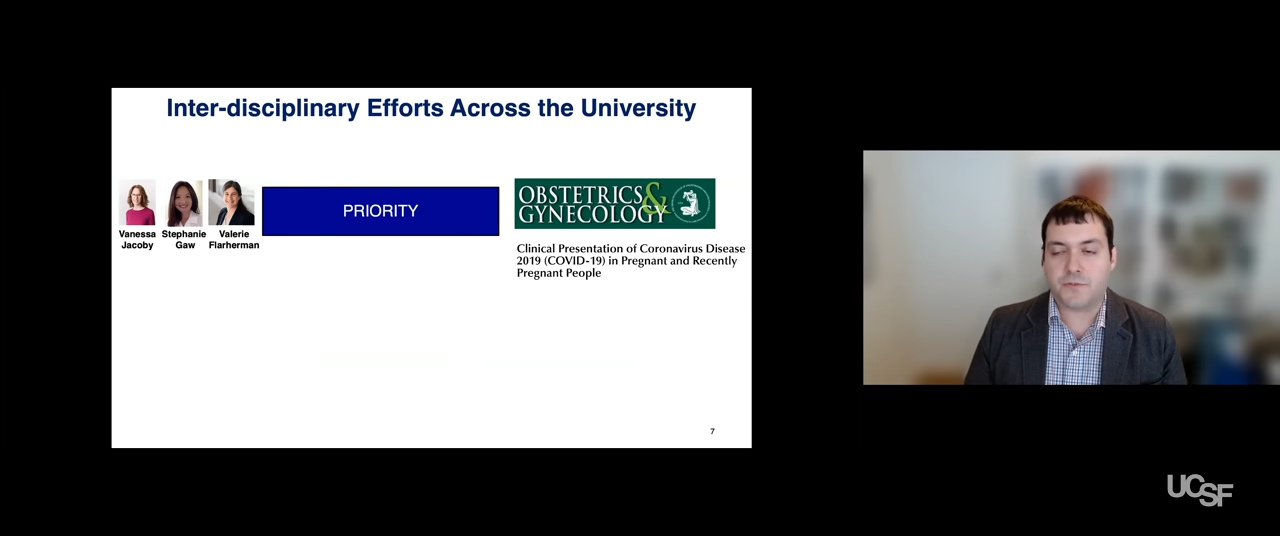 Inter-disciplinary Efforts Across the University
Vanessa
Jacoby
Stephanie
Gaw
Valerie
Flarherman
PRIORITY
OBSTETRICS&
GYNECOLOGY
Clinical Presentation of Coronavirus Disease
2019 (COVID-19) in Pregnant and Recently
Pregnant People
7
UCSF